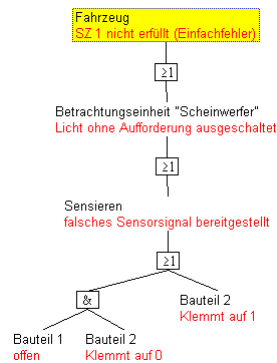 Fahrzeug
SZ 1 nicht erfüllt (Einfachfehler)
≥1
Betrachtungseinheit "Scheinwerfer"
Licht ohne Aufforderung ausgeschaltet
≥1
Sensieren
falsches Sensorsignal bereitgestellt
≥1
&
Bauteil 2
Klemmt auf 1
Bauteil 1
offen
Bauteil 2
Klemmt auf 0